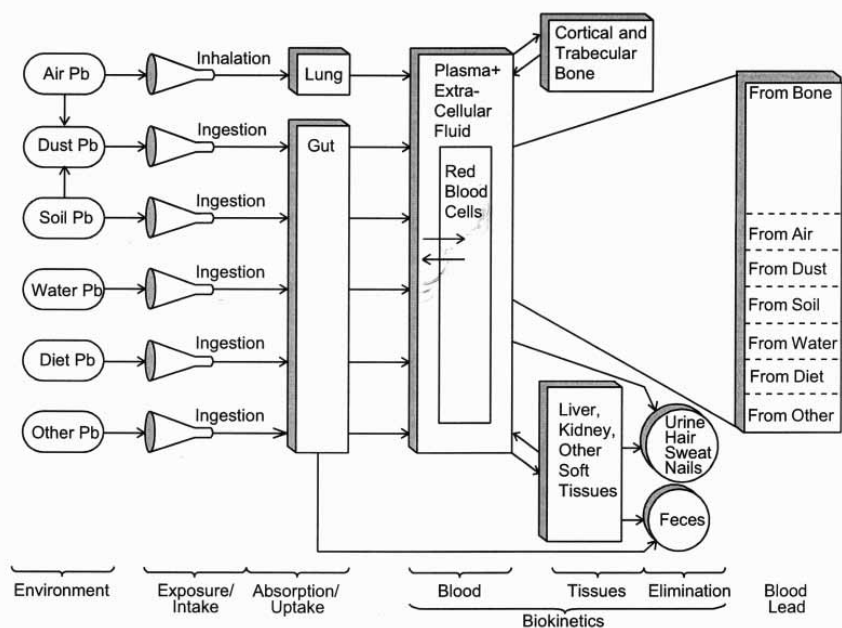 Air Pb
Inhalation
Lung
Plasma+
Extra-
Cellular
Fluid
Cortical and
Trabecular
Bone
Dust Pb
Ingestion
Gut
Red
Blood
Cells
Soil Pb
Ingestion
Water Pb
Ingestion
Diet Pb
Ingestion
Other Pb
Ingestion
Liver,
Kidney,
Other
Soft
Tissues
Urine
Hair
Sweat
Nails
Feces
From Bone
From Air
From Dust
From Soil
From Water
From Diet
From Other
Environment
Exposure/
Intake
Absorption/
Uptake
Blood
Tissues
Elimination
Biokinetics
Blood
Lead